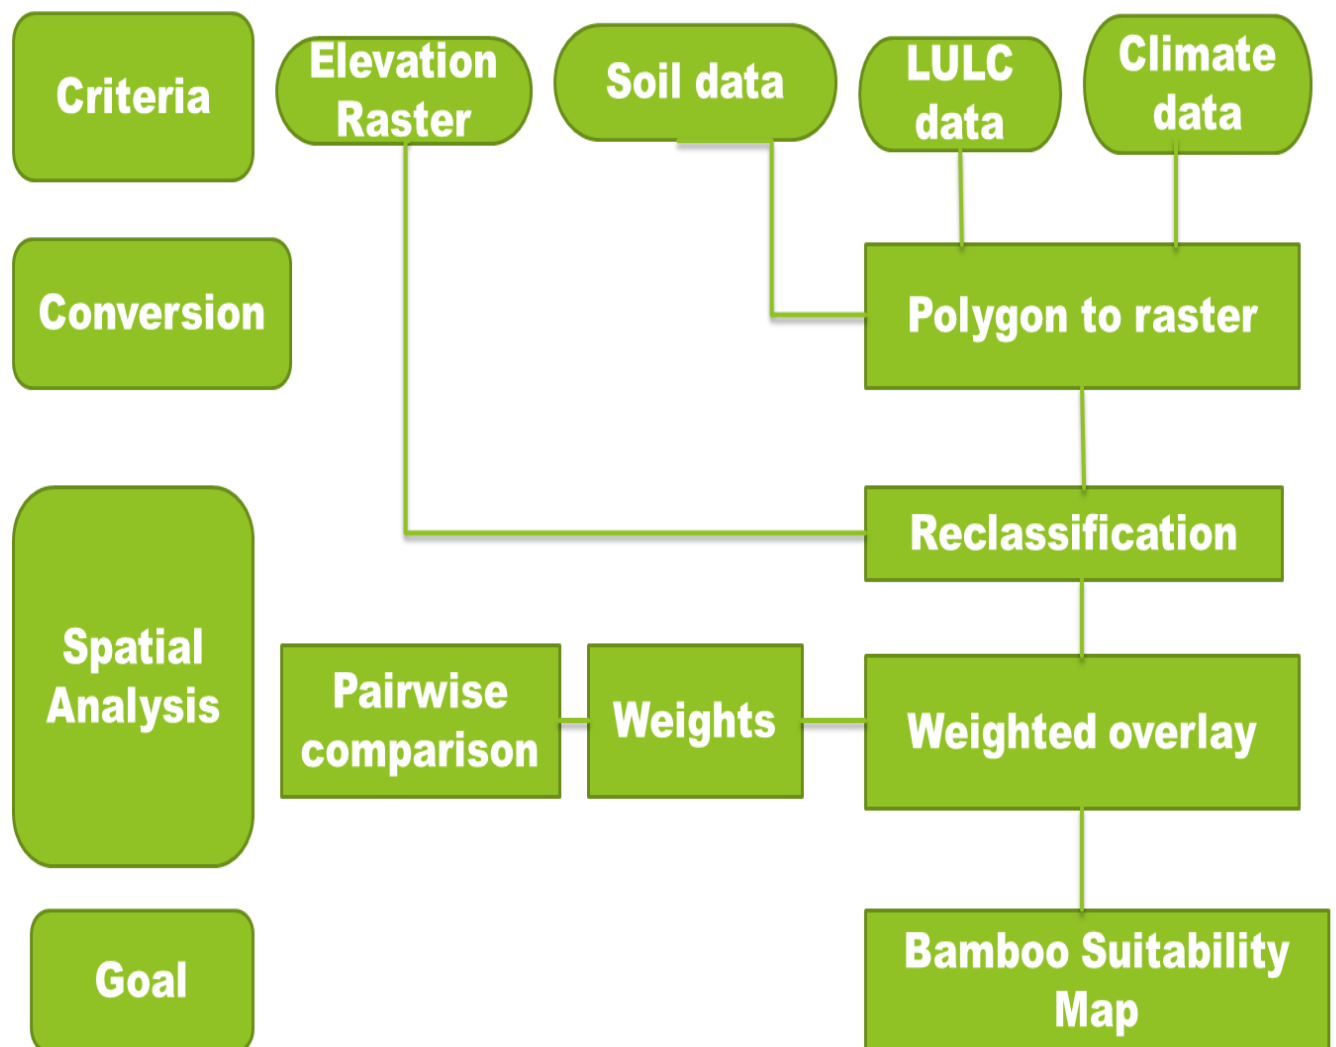 Criteria
Elevation
Raster
Soil data
LULC
data
Climate
data
Conversion
Polygon to raster
Spatial
Analysis
Reclassification
Pairwise
comparison
Weights
Weighted overlay
Goal
Bamboo Suitability
Map